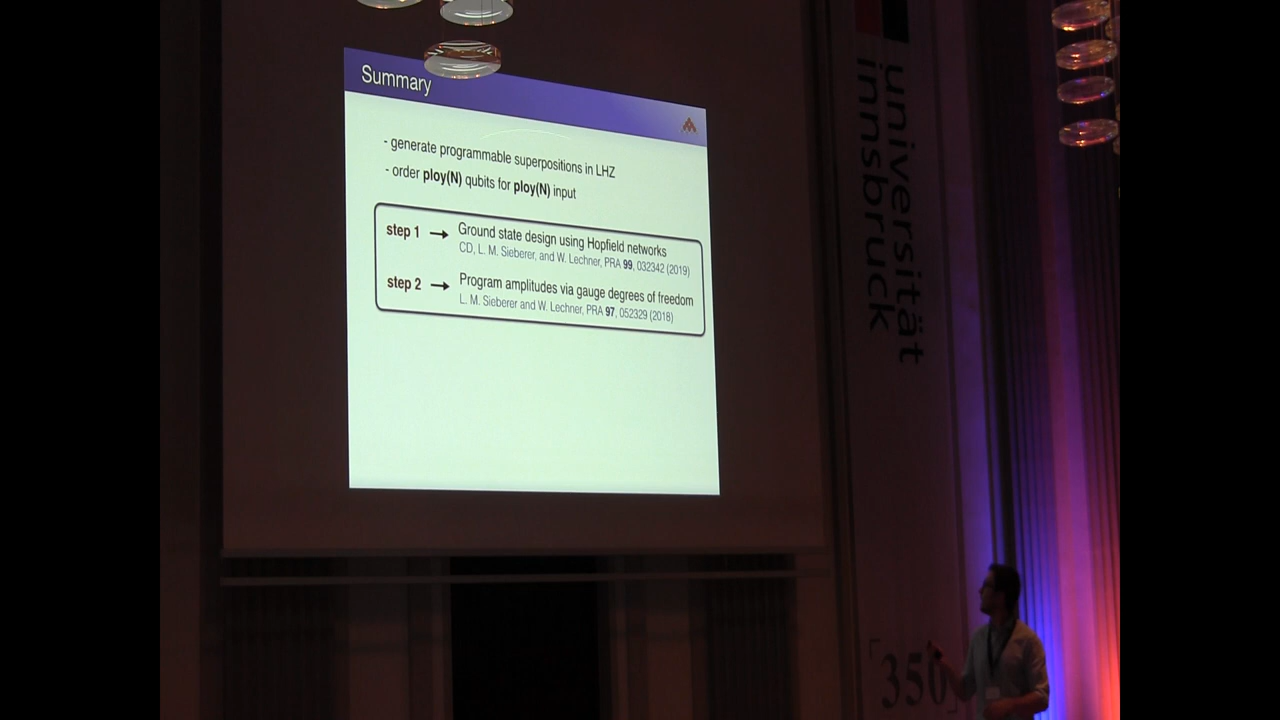 Summary
- generate programmable superpositions in LHZ
- order ploy(N) qubits for ploy(N) input
step 1 → Ground state design using Hopfield networks
CD, L. M. Sieberer, and W. Lechner, PRA 99, 032342 (2019)
step 2 → Program amplitudes via gauge degrees of freedom
L. M. Sieberer and W. Lechner, PRA 97, 052329 (2018)
universität
innsbruck
350